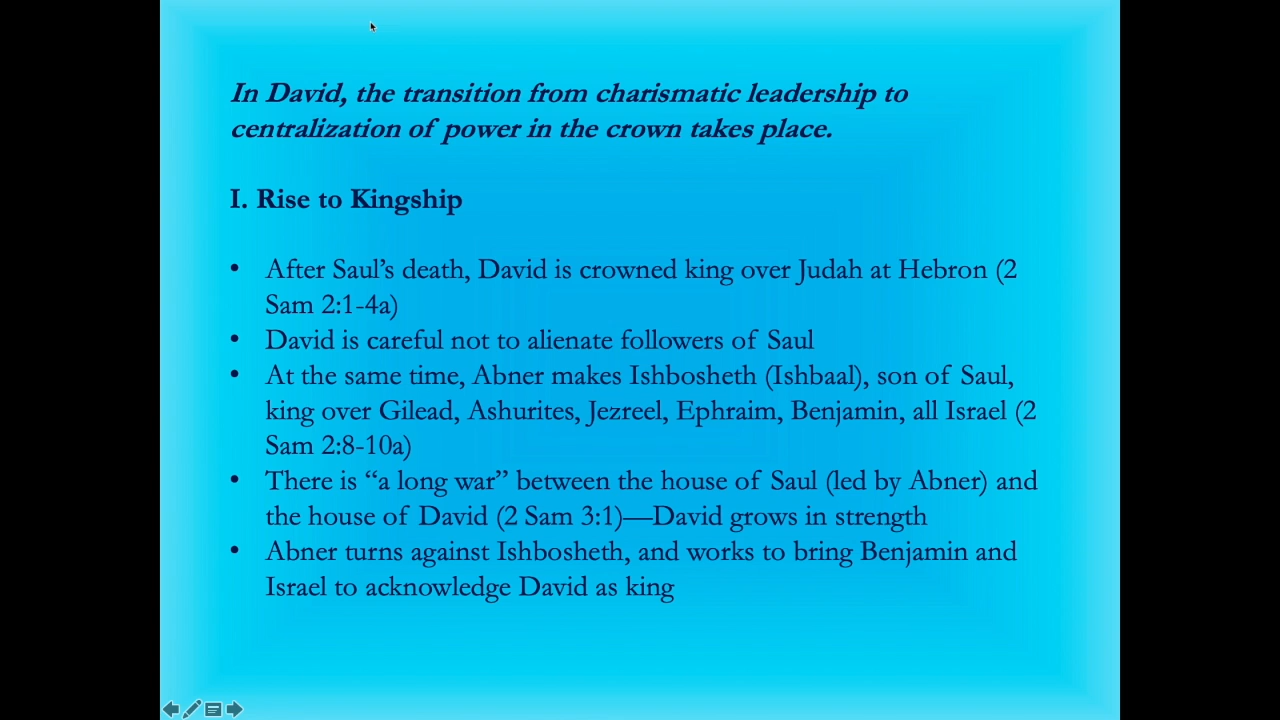 In David, the transition from charismatic leadership to
centralization of power in the crown takes place.
I. Rise to Kingship
• After Saul’s death, David is crowned king over Judah at Hebron (2
Sam 2:1-4a)
• David is careful not to alienate followers of Saul
• At the same time, Abner makes Ishbosheth (Ishbaal), son of Saul,
king over Gilead, Ashurites, Jezreel, Ephraim, Benjamin, all Israel (2
Sam 2:8-10a)
• There is “a long war” between the house of Saul (led by Abner) and
the house of David (2 Sam 3:1)—David grows in strength
• Abner turns against Ishbosheth, and works to bring Benjamin and
Israel to acknowledge David as king